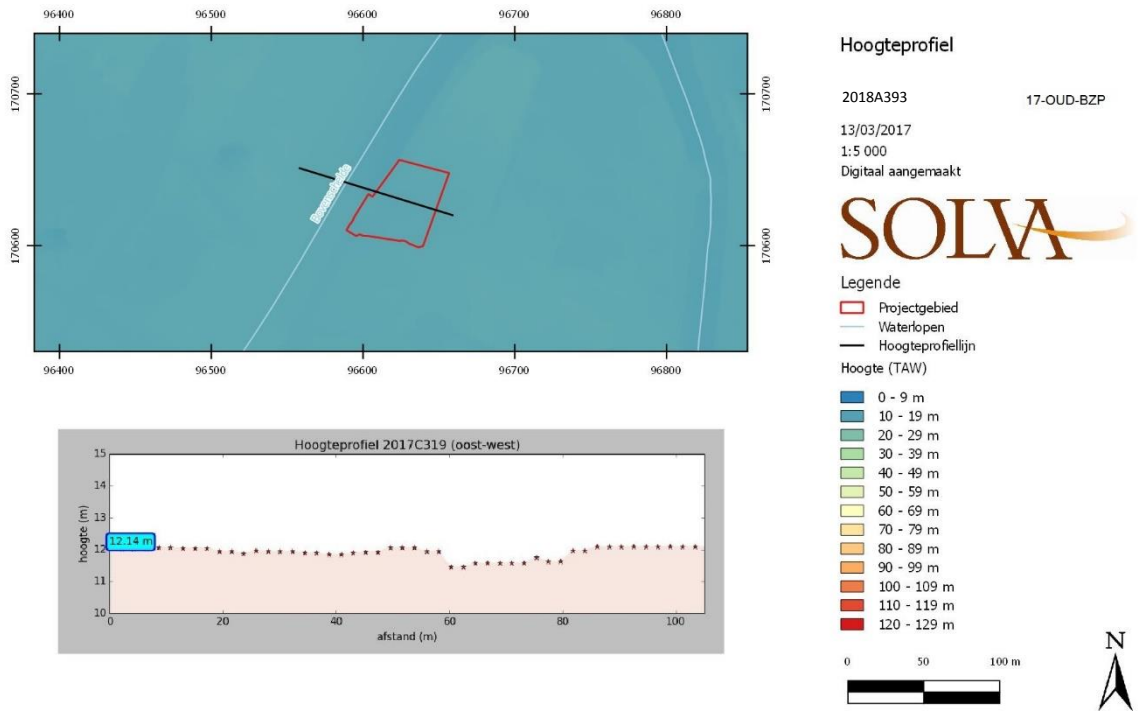 96400 96500 96600 96700 96800
170700 170700
170600 170600
Bovenschelde
96400 96500 96600 96700 96800
Hoogteprofiel 2017C319 (oost-west)
hoogte (m)
15
14
13
12
11
10
12.14 m
0 20 40 60 80 100
afstand (m)
Hoogteprofiel
2018A393 17-OUD-BZP
13/03/2017
1:5 000
Digitaal aangemaakt
SOLVA
Legende
Projectgebied
Waterlopen
Hoogteprofiellijn
Hoogte (TAW)
0 - 9 m
10 - 19 m
20 - 29 m
30 - 39 m
40 - 49 m
50 - 59 m
60 - 69 m
70 - 79 m
80 - 89 m
90 - 99 m
100 - 109 m
110 - 119 m
120 - 129 m
0 50 100 m
N